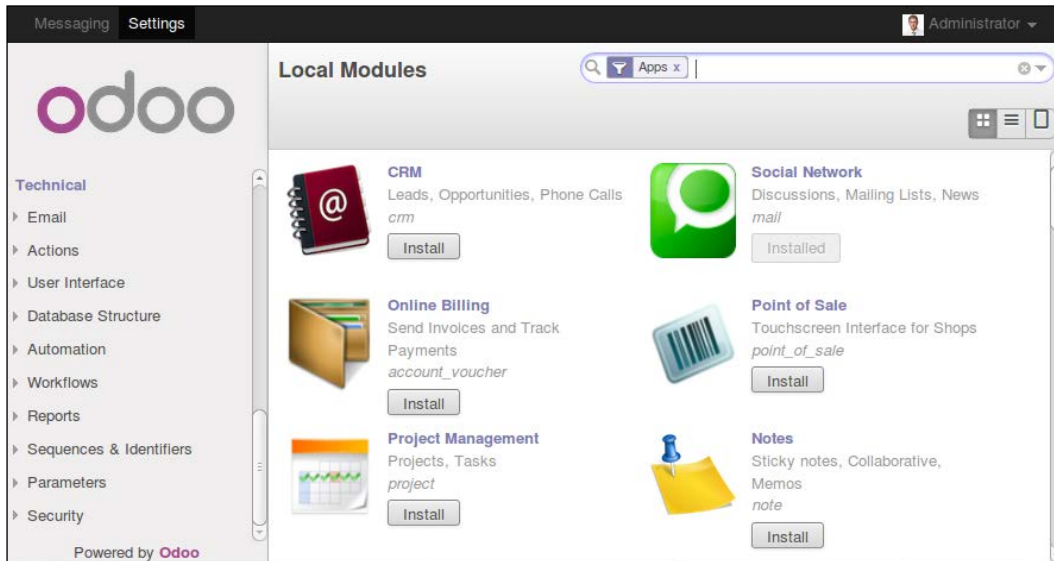 Messaging Settings Administrator
odoo
Local Modules
Apps x
Technical
Email
Actions
User Interface
Database Structure
Automation
Workflows
Reports
Sequences & Identifiers
Parameters
Security
Powered by Odoo
CRM
Leads, Opportunities, Phone Calls
crm
Install
Social Network
Discussions, Mailing Lists, News
mail
Installed
Online Billing
Send Invoices and Track
Payments
account_voucher
Install
Point of Sale
Touchscreen Interface for Shops
point_of_sale
Install
Project Management
Projects, Tasks
project
Install
Notes
Sticky notes, Collaborative,
Memos
note
Install